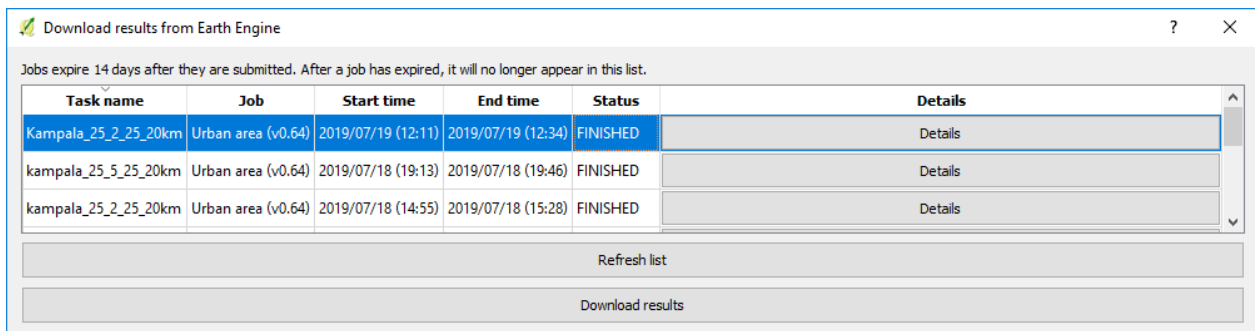 Download results from Earth Engine ? ×
Jobs expire 14 days after they are submitted. After a job has expired, it will no longer appear in this list.
Task name Job Start time End time Status Details
Kampala_25_2_25_20km Urban area (v0.64) 2019/07/19 (12:11) 2019/07/19 (12:34) FINISHED Details
kampala_25_5_25_20km Urban area (v0.64) 2019/07/18 (19:13) 2019/07/18 (19:46) FINISHED Details
kampala_25_2_25_20km Urban area (v0.64) 2019/07/18 (14:55) 2019/07/18 (15:28) FINISHED Details
Refresh list
Download results